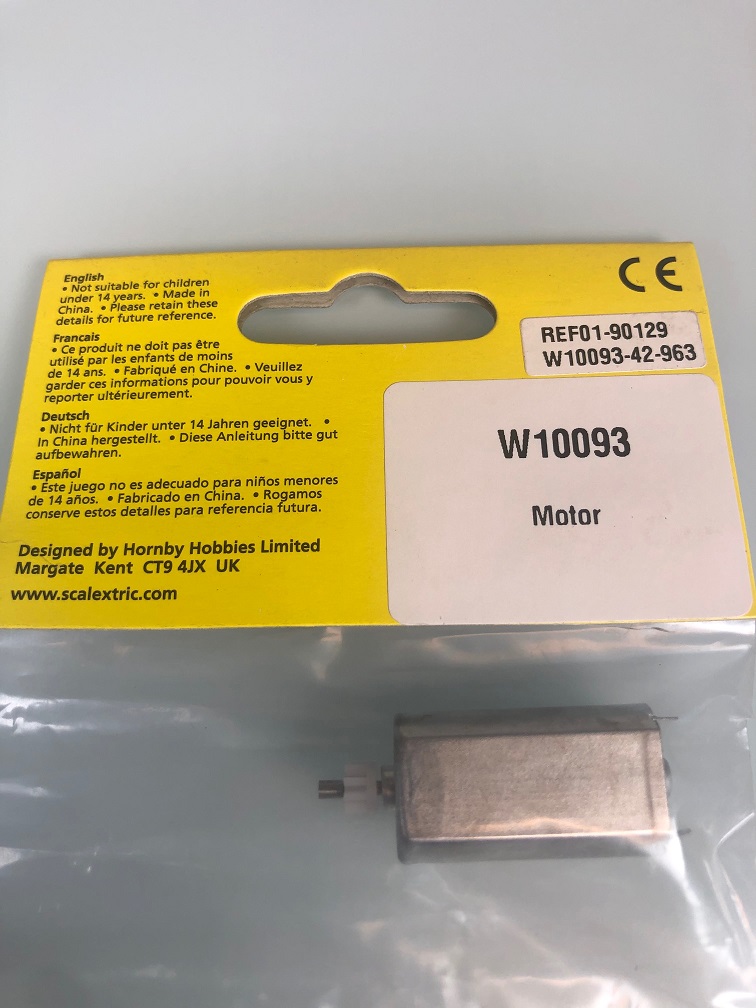 English
• Not suitable for children
under 14 years. • Made in
China. • Please retain these
details for future reference.
Francais
• Ce produit ne doit pas être
utilisé par les enfants de moins
de 14 ans. • Fabriqué en Chine. • Veuillez
garder ces informations pour pouvoir vous y
reporter ultérieurement.
Deutsch
• Nicht für Kinder unter 14 Jahren geeignet. •
In China hergestellt. • Diese Anleitung bitte gut
aufbewahren.
Español
• Este juego no es adecuado para niños menores
de 14 años. • Fabricado en China. • Rogamos
conserve estos detalles para referencia futura.
Designed by Hornby Hobbies Limited
Margate Kent CT9 4JX UK
www.scalextric.com
CE
REF01-90129
W10093-42-963
W10093
Motor